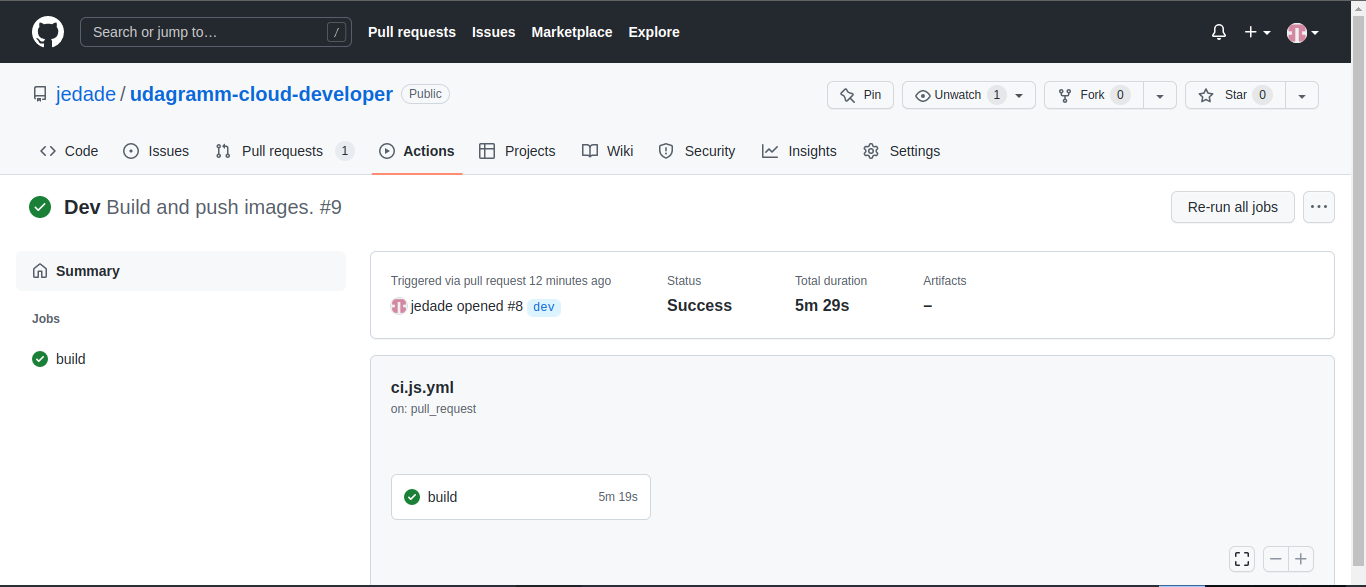 Search or jump to… /
Pull requests Issues Marketplace Explore
jedade / udagramm-cloud-developer Public
Pin Unwatch 1 Fork 0 Star 0
Code Issues Pull requests 1 Actions Projects Wiki Security Insights Settings
Dev Build and push images. #9
Re-run all jobs
Summary
Jobs
build
Triggered via pull request 12 minutes ago Status Total duration Artifacts
jedade opened #8 dev Success 5m 29s –
ci.js.yml
on: pull_request
build 5m 19s